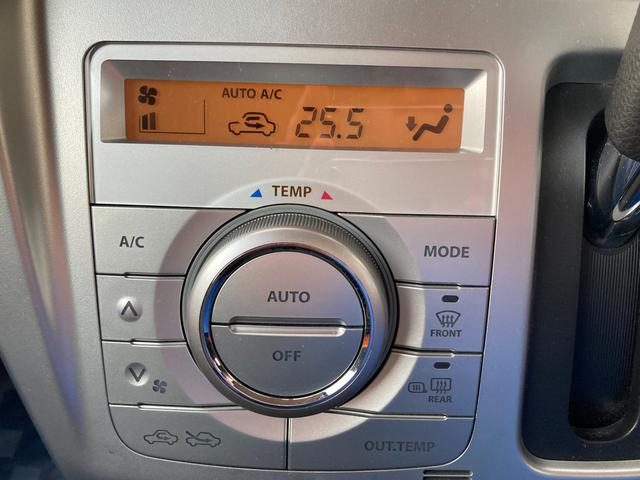 AUTO A/C
25.5
TEMP
A/C
MODE
AUTO
OFF
FRONT
REAR
OUT.TEMP